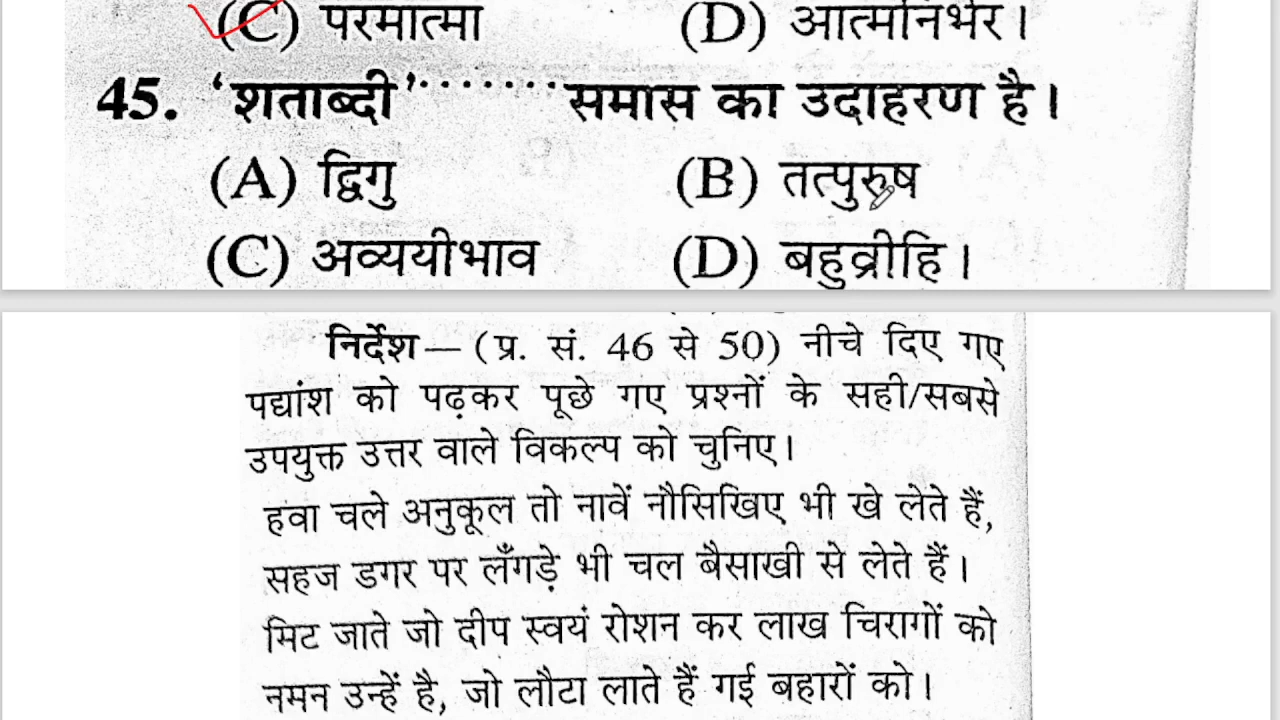 (C) परमात्मा (D) आत्मनिर्भर।
45. 'शताब्दी'·······समास का उदाहरण है।
(A) द्विगु (B) तत्पुरुष
(C) अव्ययीभाव (D) बहुव्रीहि।
निर्देश—(प्र. सं. 46 से 50) नीचे दिए गए
पद्यांश को पढ़कर पूछे गए प्रश्नों के सही/सबसे
उपयुक्त उत्तर वाले विकल्प को चुनिए।
हवा चले अनुकूल तो नावें नौसिखिए भी खे लेते हैं,
सहज डगर पर लँगड़े भी चल बैसाखी से लेते हैं।
मिट जाते जो दीप स्वयं रोशन कर लाख चिरागों को
नमन उन्हें है, जो लौटा लाते हैं गई बहारों को।